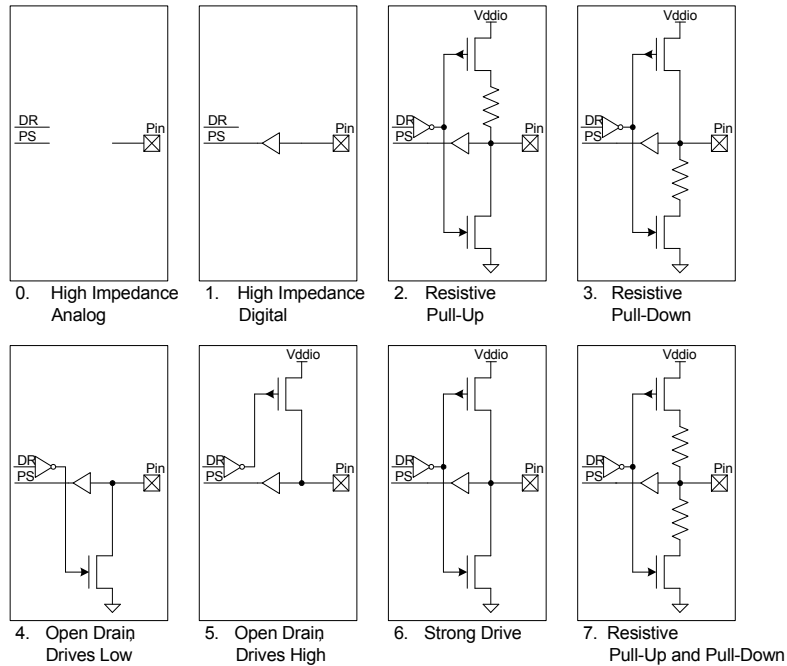 Vddio
Vddio
DR
PS
Pin
DR
PS
Pin
DR
PS
Pin
DR
PS
Pin
0. High Impedance
Analog
1. High Impedance
Digital
2. Resistive
Pull-Up
3. Resistive
Pull-Down
Vddio
Vddio
Vddio
DR
PS
Pin
DR
PS
Pin
DR
PS
Pin
DR
PS
Pin
4. Open Drain,
Drives Low
5. Open Drain,
Drives High
6. Strong Drive
7. Resistive
Pull-Up and Pull-Down